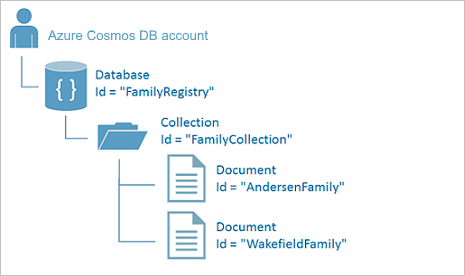 Azure Cosmos DB account
Database
{ }
Id = "FamilyRegistry"
Collection
Id = "FamilyCollection"
Document
Id = "AndersenFamily"
Document
Id = "WakefieldFamily"